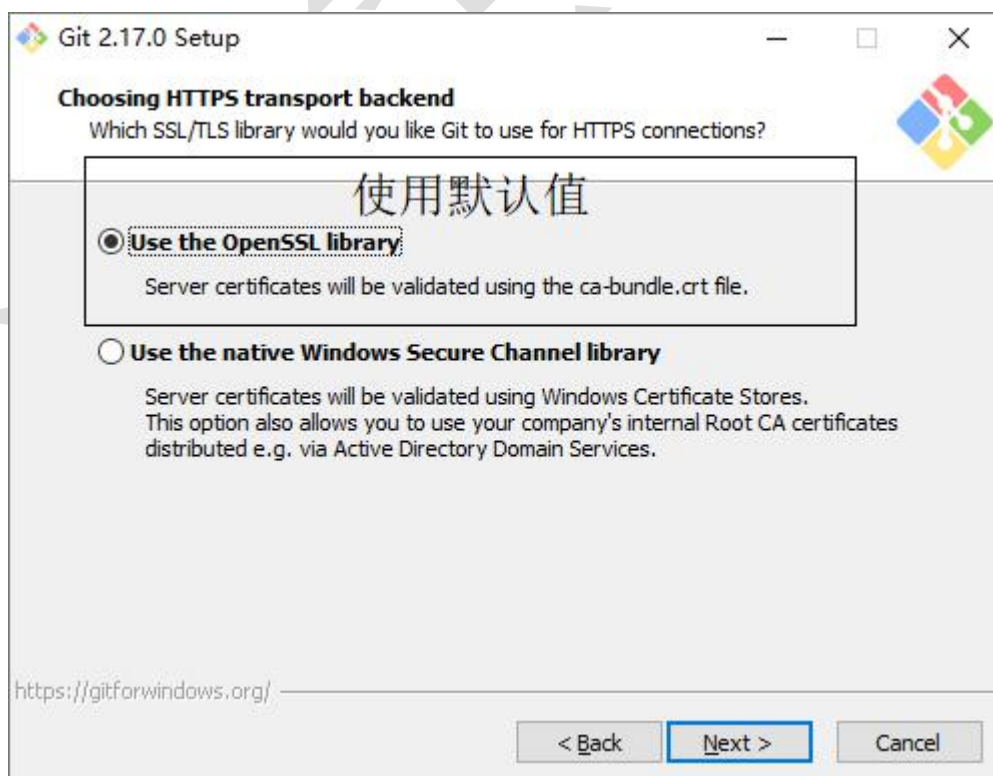 Git 2.17.0 Setup
Choosing HTTPS transport backend
Which SSL/TLS library would you like Git to use for HTTPS connections?
使用默认值
Use the OpenSSL library
Server certificates will be validated using the ca-bundle.crt file.
Use the native Windows Secure Channel library
Server certificates will be validated using Windows Certificate Stores.
This option also allows you to use your company's internal Root CA certificates
distributed e.g. via Active Directory Domain Services.
https://gitforwindows.org/
< Back
Next >
Cancel